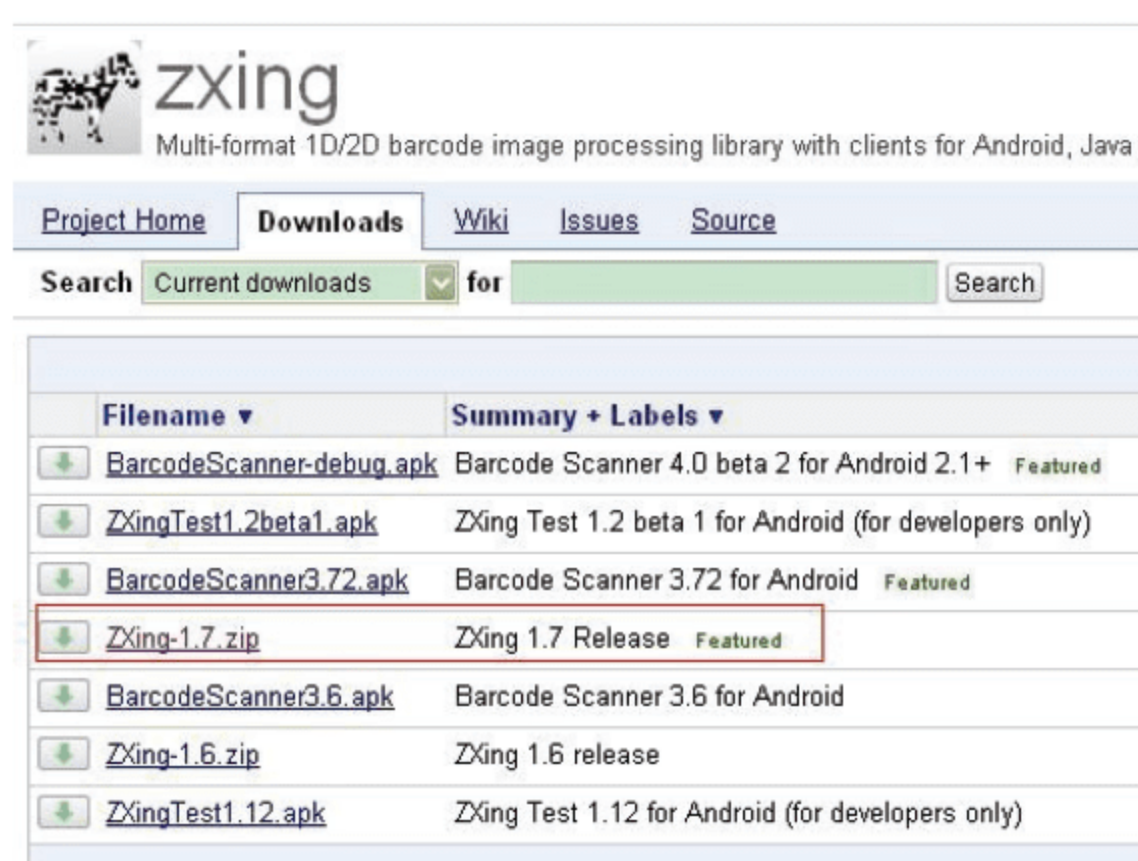 zxing
Multi-format 1D/2D barcode image processing library with clients for Android, Java
Project Home Downloads Wiki Issues Source
Search Current downloads for Search
Filename ▼ Summary + Labels ▼
BarcodeScanner-debug.apk Barcode Scanner 4.0 beta 2 for Android 2.1+ Featured
ZXingTest1.2beta1.apk ZXing Test 1.2 beta 1 for Android (for developers only)
BarcodeScanner3.72.apk Barcode Scanner 3.72 for Android Featured
ZXing-1.7.zip ZXing 1.7 Release Featured
BarcodeScanner3.6.apk Barcode Scanner 3.6 for Android
ZXing-1.6.zip ZXing 1.6 release
ZXingTest1.12.apk ZXing Test 1.12 for Android (for developers only)